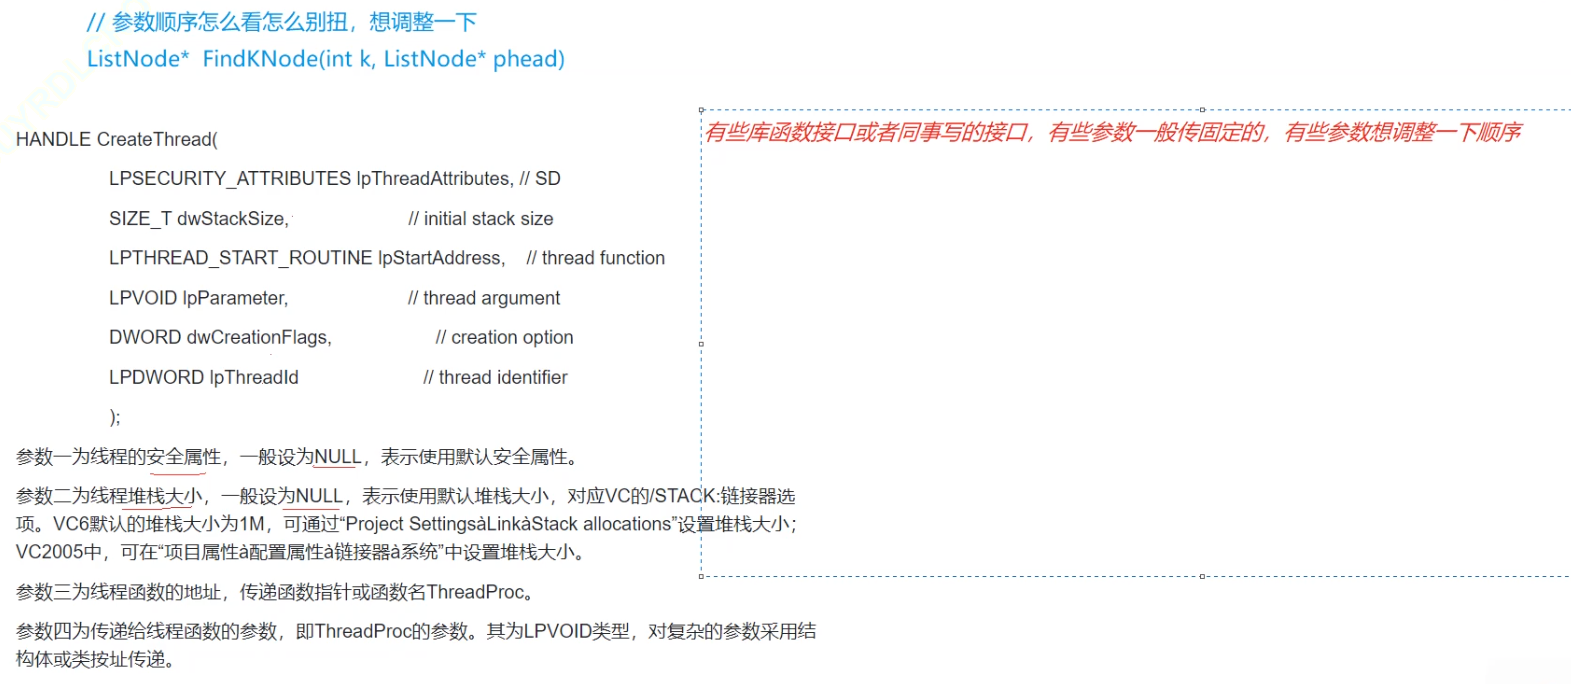 // 参数顺序怎么看怎么别扭，想调整一下
ListNode* FindKNode(int k, ListNode* phead)
HANDLE CreateThread(
LPSECURITY_ATTRIBUTES lpThreadAttributes, // SD
SIZE_T dwStackSize, // initial stack size
LPTHREAD_START_ROUTINE lpStartAddress, // thread function
LPVOID lpParameter, // thread argument
DWORD dwCreationFlags, // creation option
LPDWORD lpThreadId // thread identifier
);
参数一为线程的安全属性，一般设为NULL，表示使用默认安全属性。
参数二为线程堆栈大小，一般设为NULL，表示使用默认堆栈大小，对应VC的/STACK:链接器选
项。VC6默认的堆栈大小为1M，可通过“Project SettingsàLinkàStack allocations”设置堆栈大小；
VC2005中，可在“项目属性à配置属性à链接器à系统”中设置堆栈大小。
参数三为线程函数的地址，传递函数指针或函数名ThreadProc。
参数四为传递给线程函数的参数，即ThreadProc的参数。其为LPVOID类型，对复杂的参数采用结
构体或类按址传递。
有些库函数接口或者同事写的接口，有些参数一般传固定的，有些参数想调整一下顺序